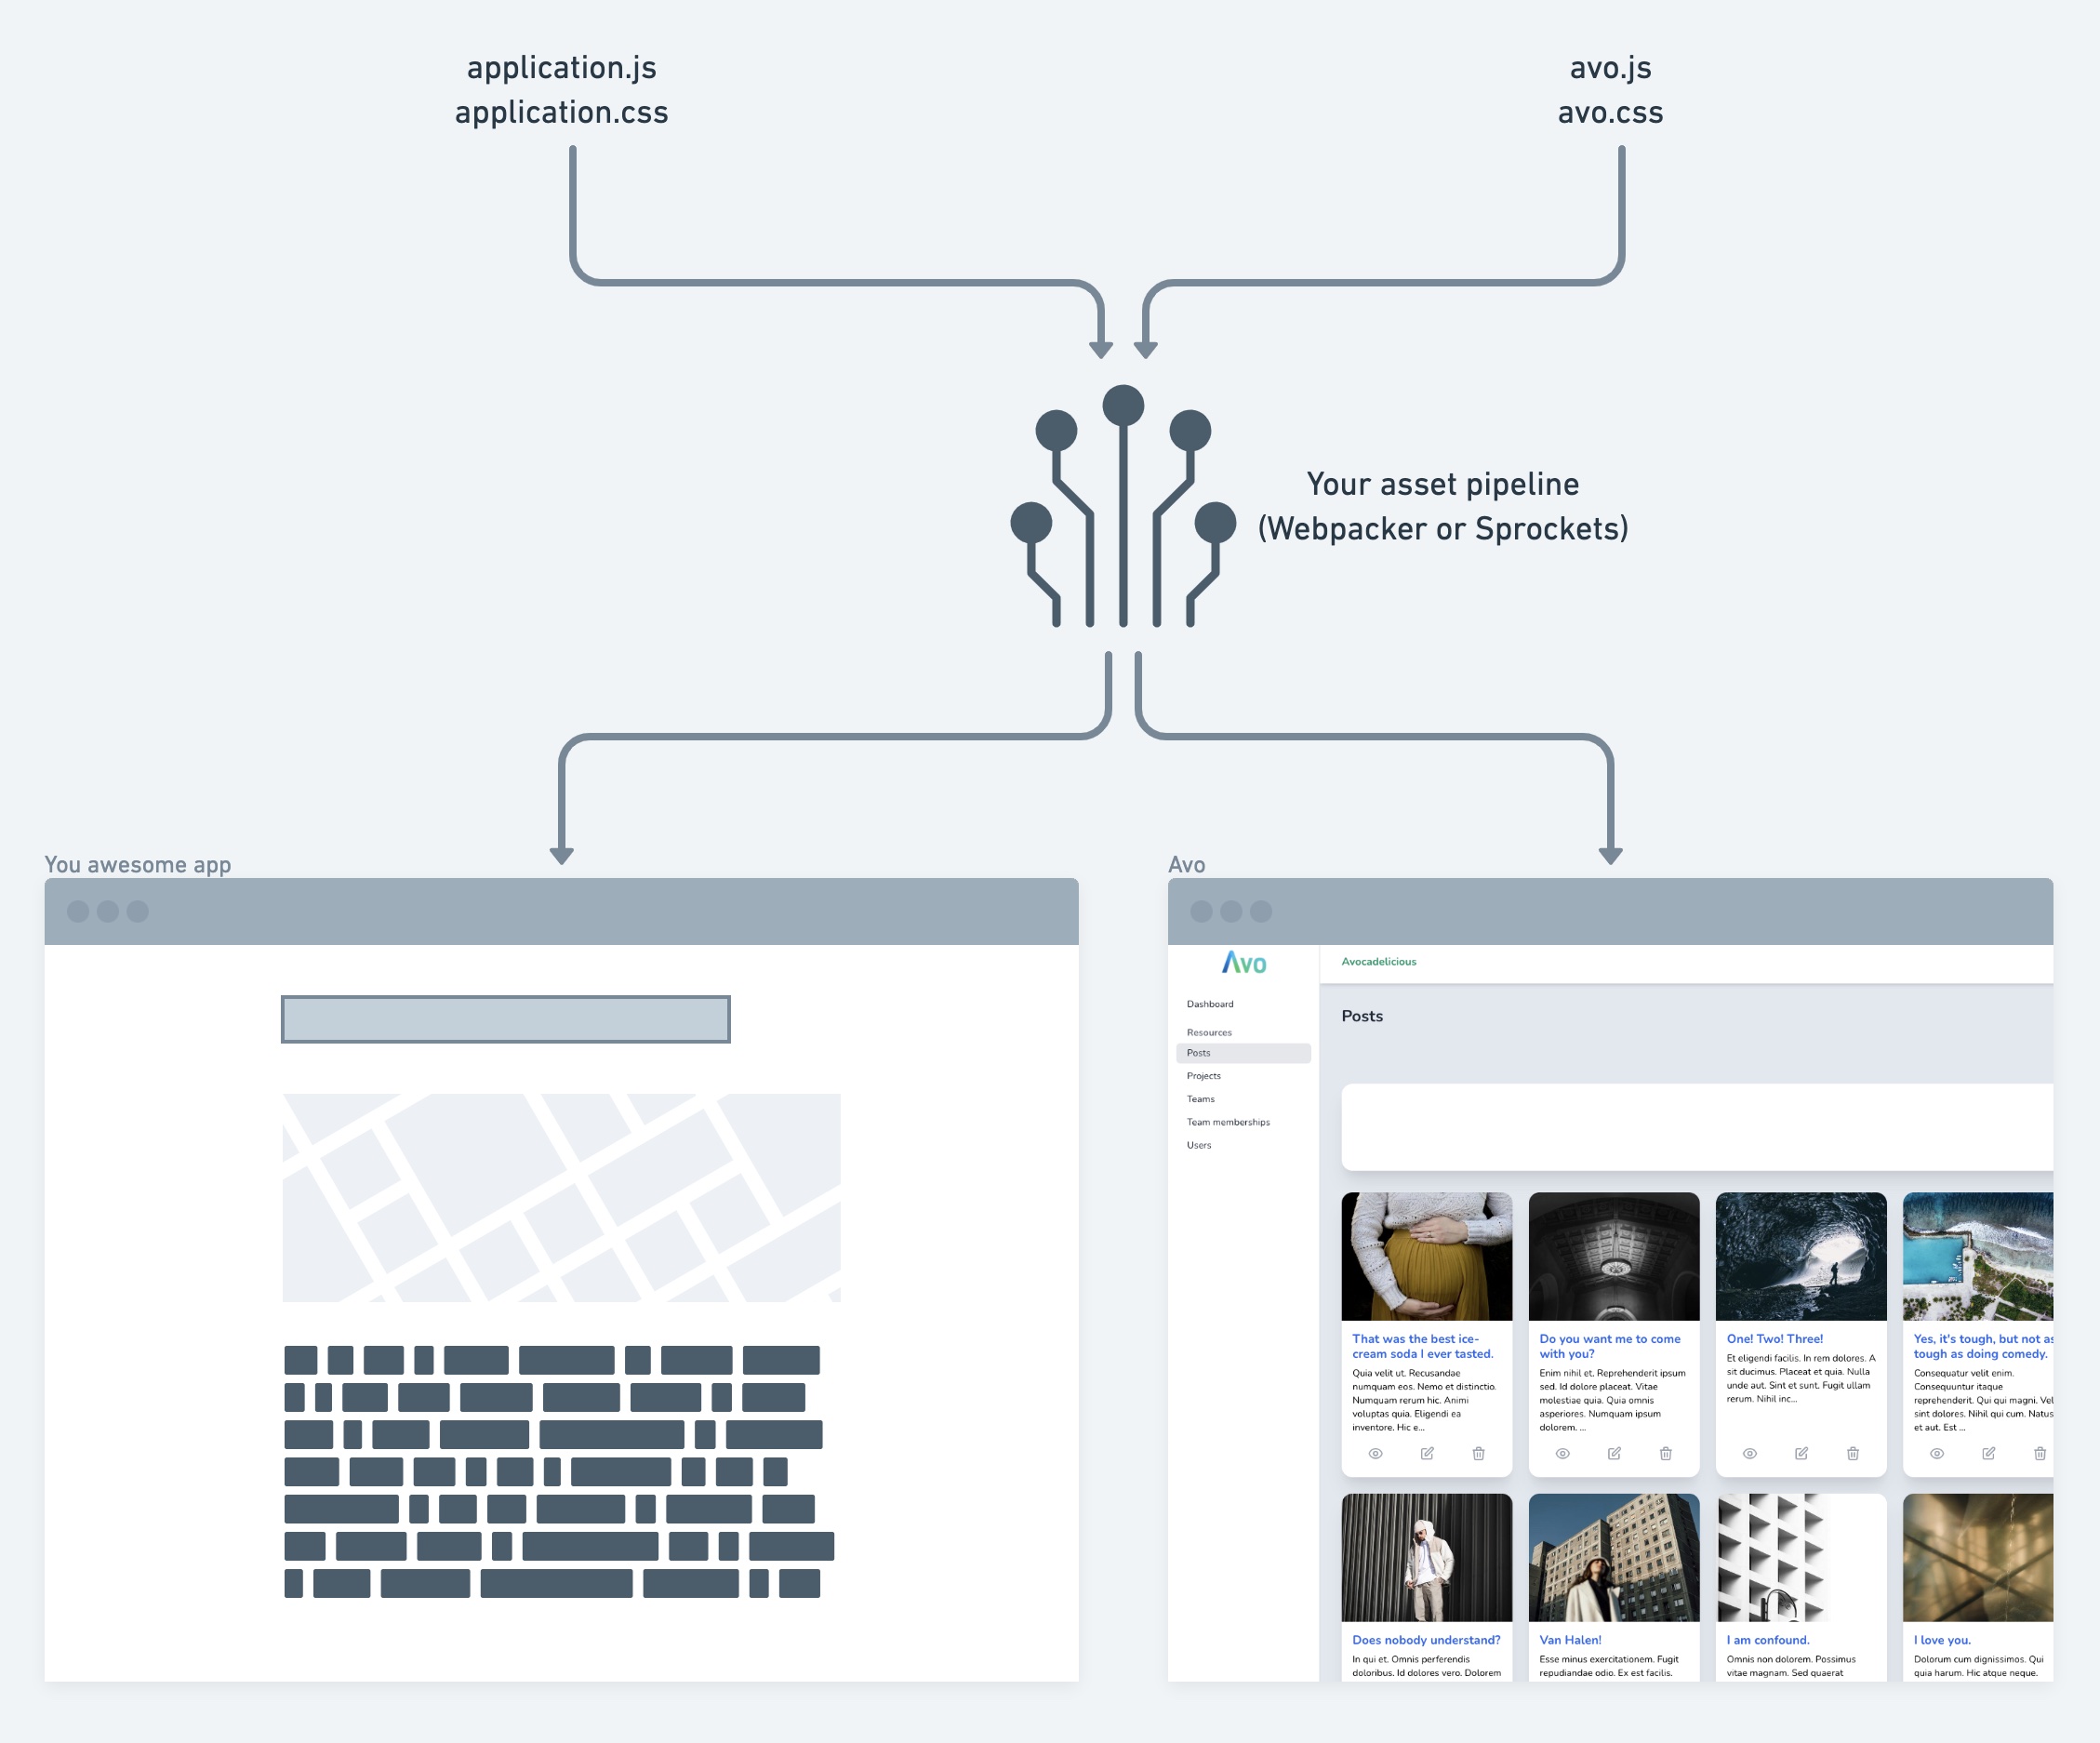 application.js
application.css
avo.js
avo.css
Your asset pipeline
(Webpacker or Sprockets)
You awesome app
Avo
Avo
Avocadelicious
Dashboard
Resources
Posts
Projects
Teams
Team memberships
Users
Posts
That was the best ice-
cream soda I ever tasted.
Quia velit ut. Recusandae
numquam eos. Nemo et distinctio.
Numquam rerum hic. Animi
voluptas quia. Eligendi ea
inventore. Hic e...
Do you want me to come
with you?
Enim nihil et. Reprehenderit ipsum
sed. Id dolore placeat. Vitae
molestiae quia. Quia omnis
asperiores. Numquam ipsum
dolorem. ...
One! Two! Three!
Et eligendi facilis. In rem dolores. A
sit ducimus. Placeat et quia. Nulla
unde aut. Sint et sunt. Fugit ullam
rerum. Nihil inc...
Yes, it's tough, but not as
tough as doing comedy.
Consequatur velit enim.
Consequuntur itaque
reprehenderit. Qui qui magni. Vel
sint dolores. Nihil qui cum. Natus
et aut. Est ...
Does nobody understand?
In qui et. Omnis perferendis
doloribus. Id dolores vero. Dolorem
Van Halen!
Esse minus exercitationem. Fugit
repudiandae odio. Ex est facilis.
I am confound.
Omnis non dolorem. Possimus
vitae magnam. Sed quaerat
I love you.
Dolorum cum dignissimos. Qui
quia harum. Hic atque neque.